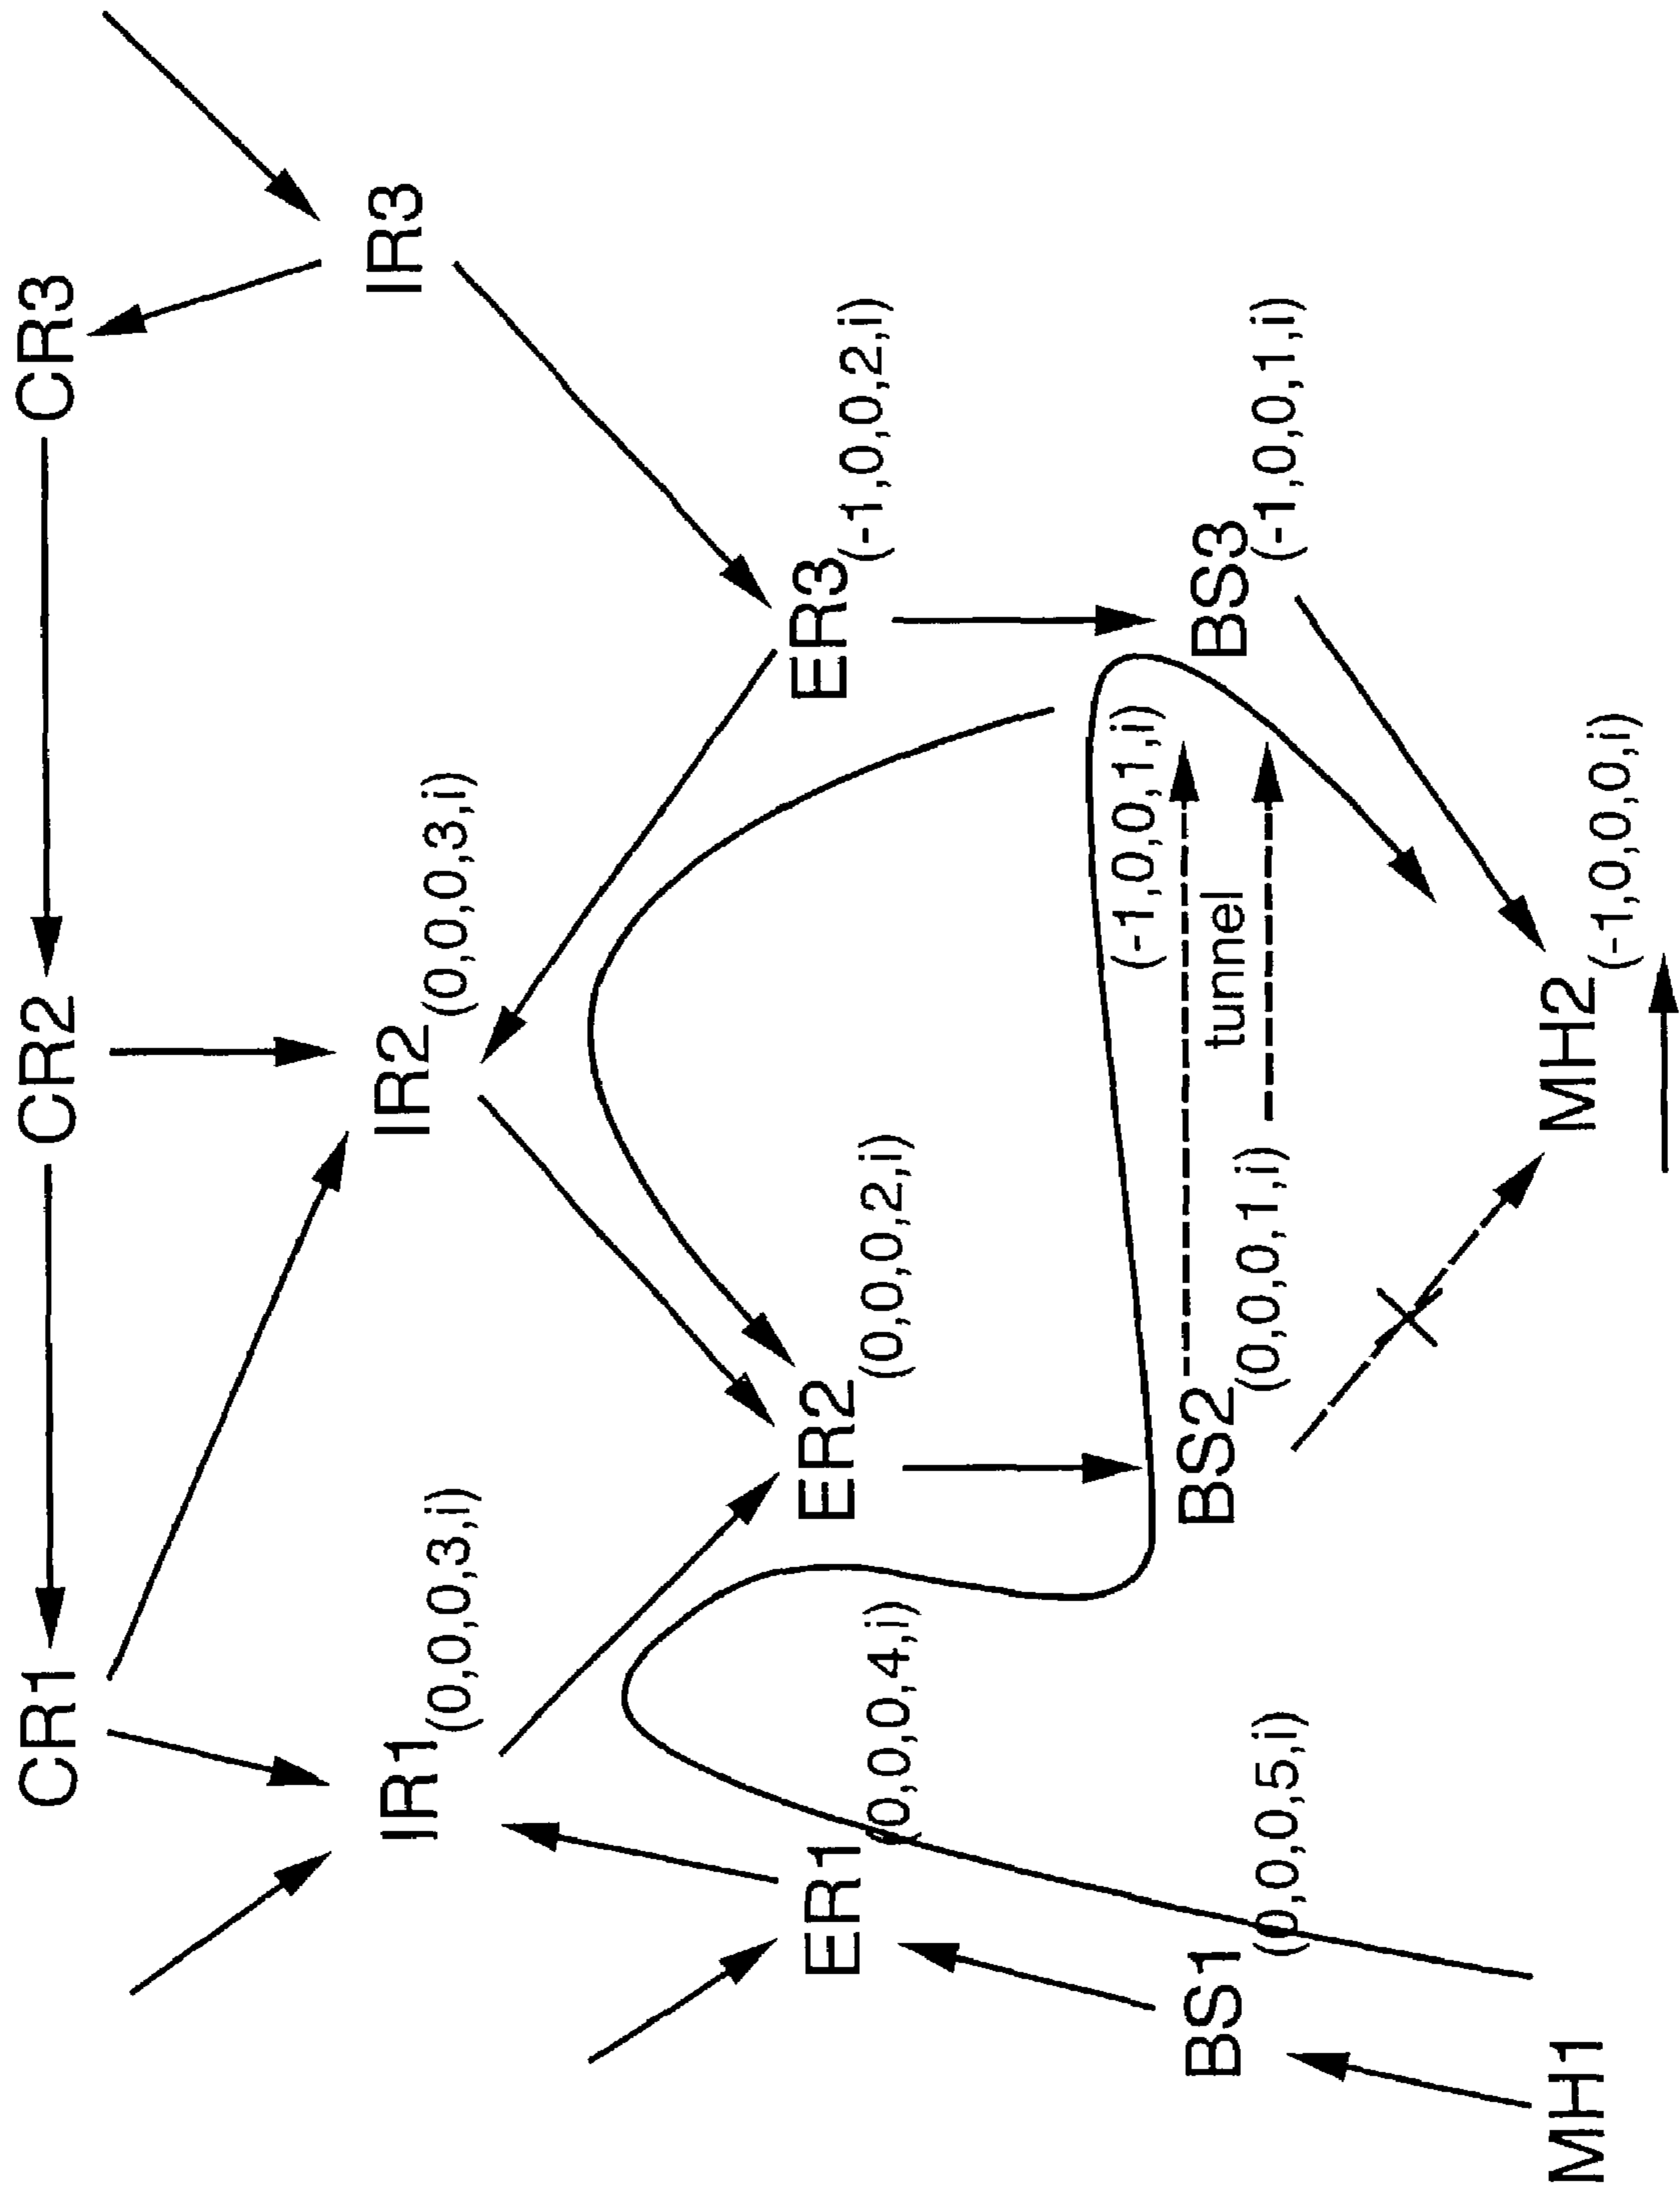 CR1
CR2
CR3
IR1(0,0,0,3,i)
IR2(0,0,0,3,i)
IR3
ER1(0,0,0,4,i)
ER2(0,0,0,2,i)
ER3(-1,0,0,2,i)
(-1,0,0,1,i)
BS1(0,0,0,5,i)
BS2(0,0,0,1,i)
tunnel
BS3(-1,0,0,1,i)
MH1
MH2(-1,0,0,0,i)